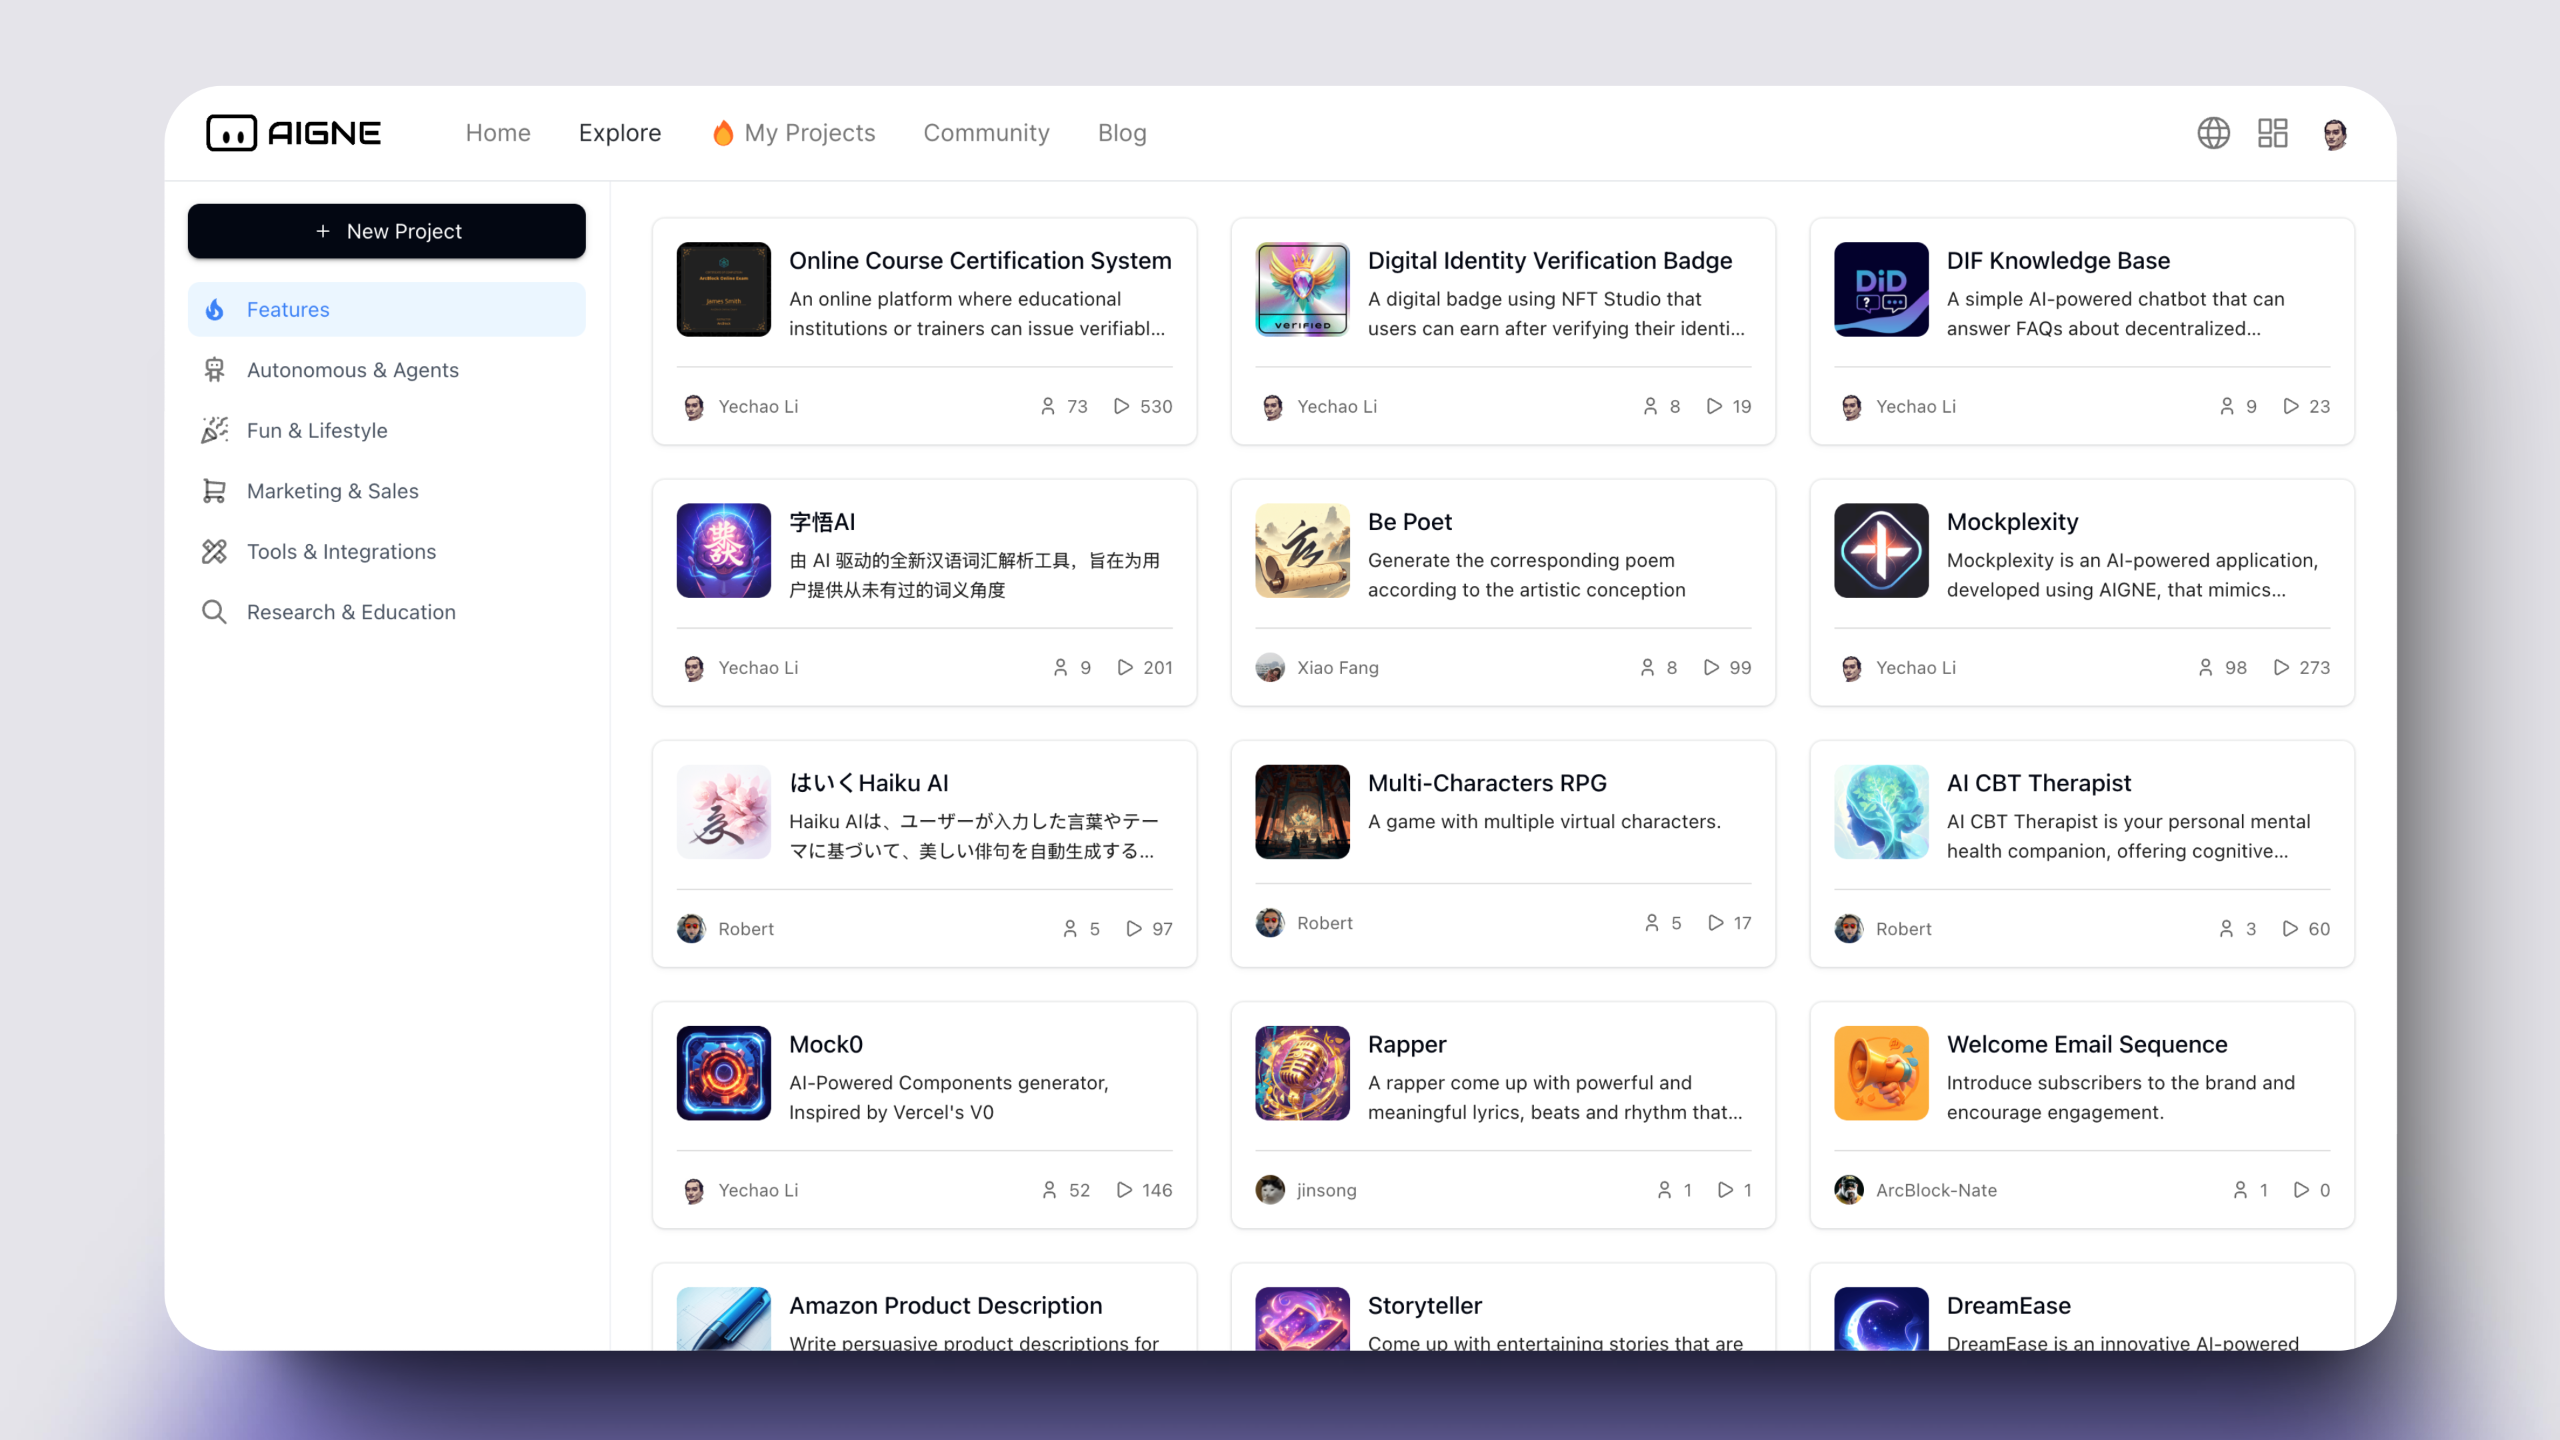 AIGNE
Home
Explore
My Projects
Community
Blog
+ New Project
Features
Autonomous & Agents
Fun & Lifestyle
Marketing & Sales
Tools & Integrations
Research & Education
Online Course Certification System
An online platform where educational
institutions or trainers can issue verifiabl...
Yechao Li
73
530
ArcBlock Online Exam
James Smith
Digital Identity Verification Badge
A digital badge using NFT Studio that
users can earn after verifying their identi...
Yechao Li
8
19
VERIFIED
DIF Knowledge Base
A simple AI-powered chatbot that can
answer FAQs about decentralized...
Yechao Li
9
23
DiD
?
字悟AI
由 AI 驱动的全新汉语词汇解析工具，旨在为用
户提供从未有过的词义角度
Yechao Li
9
201
Be Poet
Generate the corresponding poem
according to the artistic conception
Xiao Fang
8
99
Mockplexity
Mockplexity is an AI-powered application,
developed using AIGNE, that mimics...
Yechao Li
98
273
はいくHaiku AI
Haiku AIは、ユーザーが入力した言葉やテー
マに基づいて、美しい俳句を自動生成する...
Robert
5
97
Multi-Characters RPG
A game with multiple virtual characters.
Robert
5
17
AI CBT Therapist
AI CBT Therapist is your personal mental
health companion, offering cognitive...
Robert
3
60
Mock0
AI-Powered Components generator,
Inspired by Vercel's V0
Yechao Li
52
146
Rapper
A rapper come up with powerful and
meaningful lyrics, beats and rhythm that...
jinsong
1
1
Welcome Email Sequence
Introduce subscribers to the brand and
encourage engagement.
ArcBlock-Nate
1
0
Amazon Product Description
Write persuasive product descriptions for
Storyteller
Come up with entertaining stories that are
DreamEase
DreamEase is an innovative AI-powered